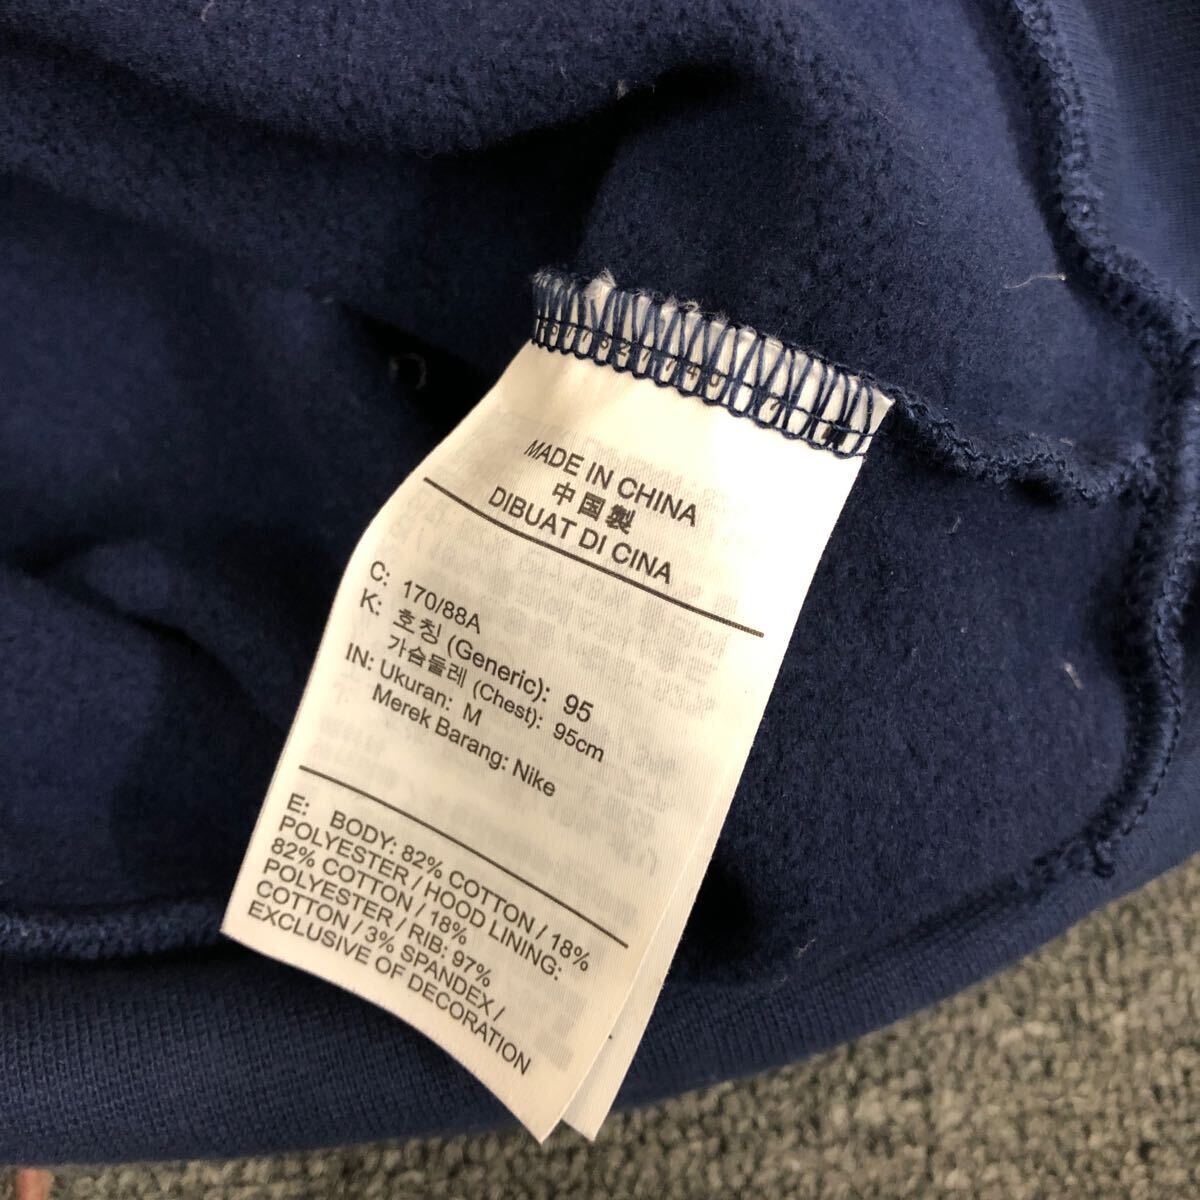 MADE IN CHINA
中国製
DIBUAT DI CINA
C: 170/88A
K: 호칭 (Generic): 95
가슴둘레 (Chest): 95cm
IN: Ukuran: M
Merek Barang: Nike
E: BODY: 82% COTTON / 18%
POLYESTER / HOOD LINING:
82% COTTON / 18%
POLYESTER / RIB: 97%
COTTON / 3% SPANDEX /
EXCLUSIVE OF DECORATION